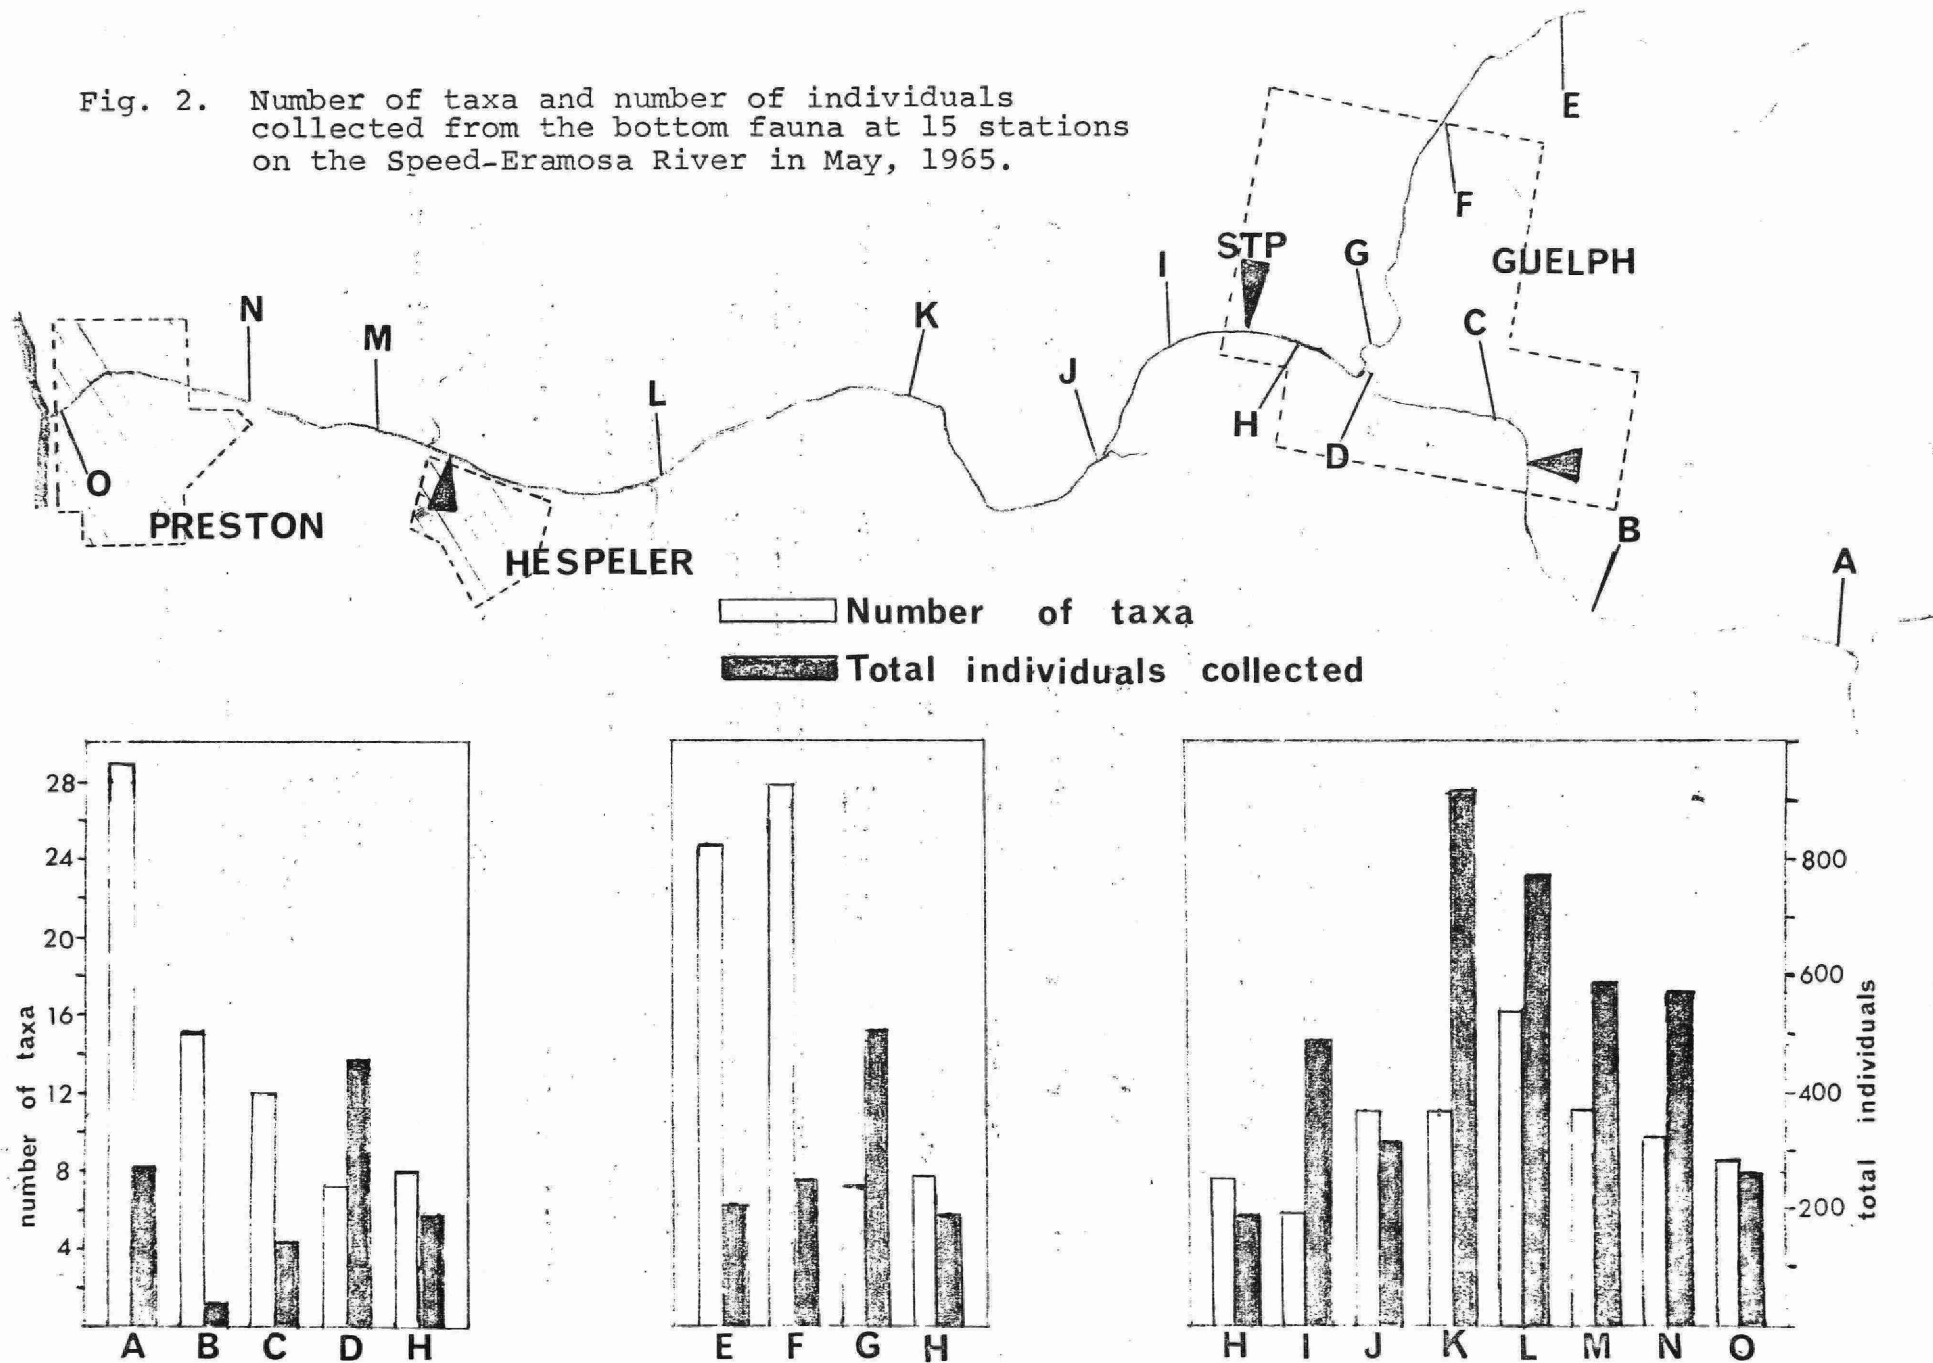 Fig. 2. Number of taxa and number of individuals
collected from the bottom fauna at 15 stations
on the Speed-Eramosa River in May, 1965.
E
F
STP
G
GUELPH
I
N
M
K
C
L
J
H
D
O
PRESTON
HESPELER
B
A
Number of taxa
Total individuals collected
number of taxa
28
24
20
16
12
8
4
A B C D H
E F G H
H I J K L M N O
800
600
400
200
total individuals